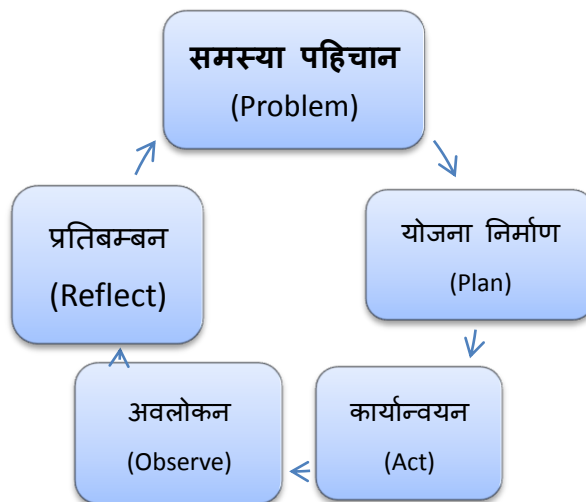 समस्या पहिचान
(Problem)
योजना निर्माण
(Plan)
कार्यान्वयन
(Act)
अवलोकन
(Observe)
प्रतिबम्बन
(Reflect)